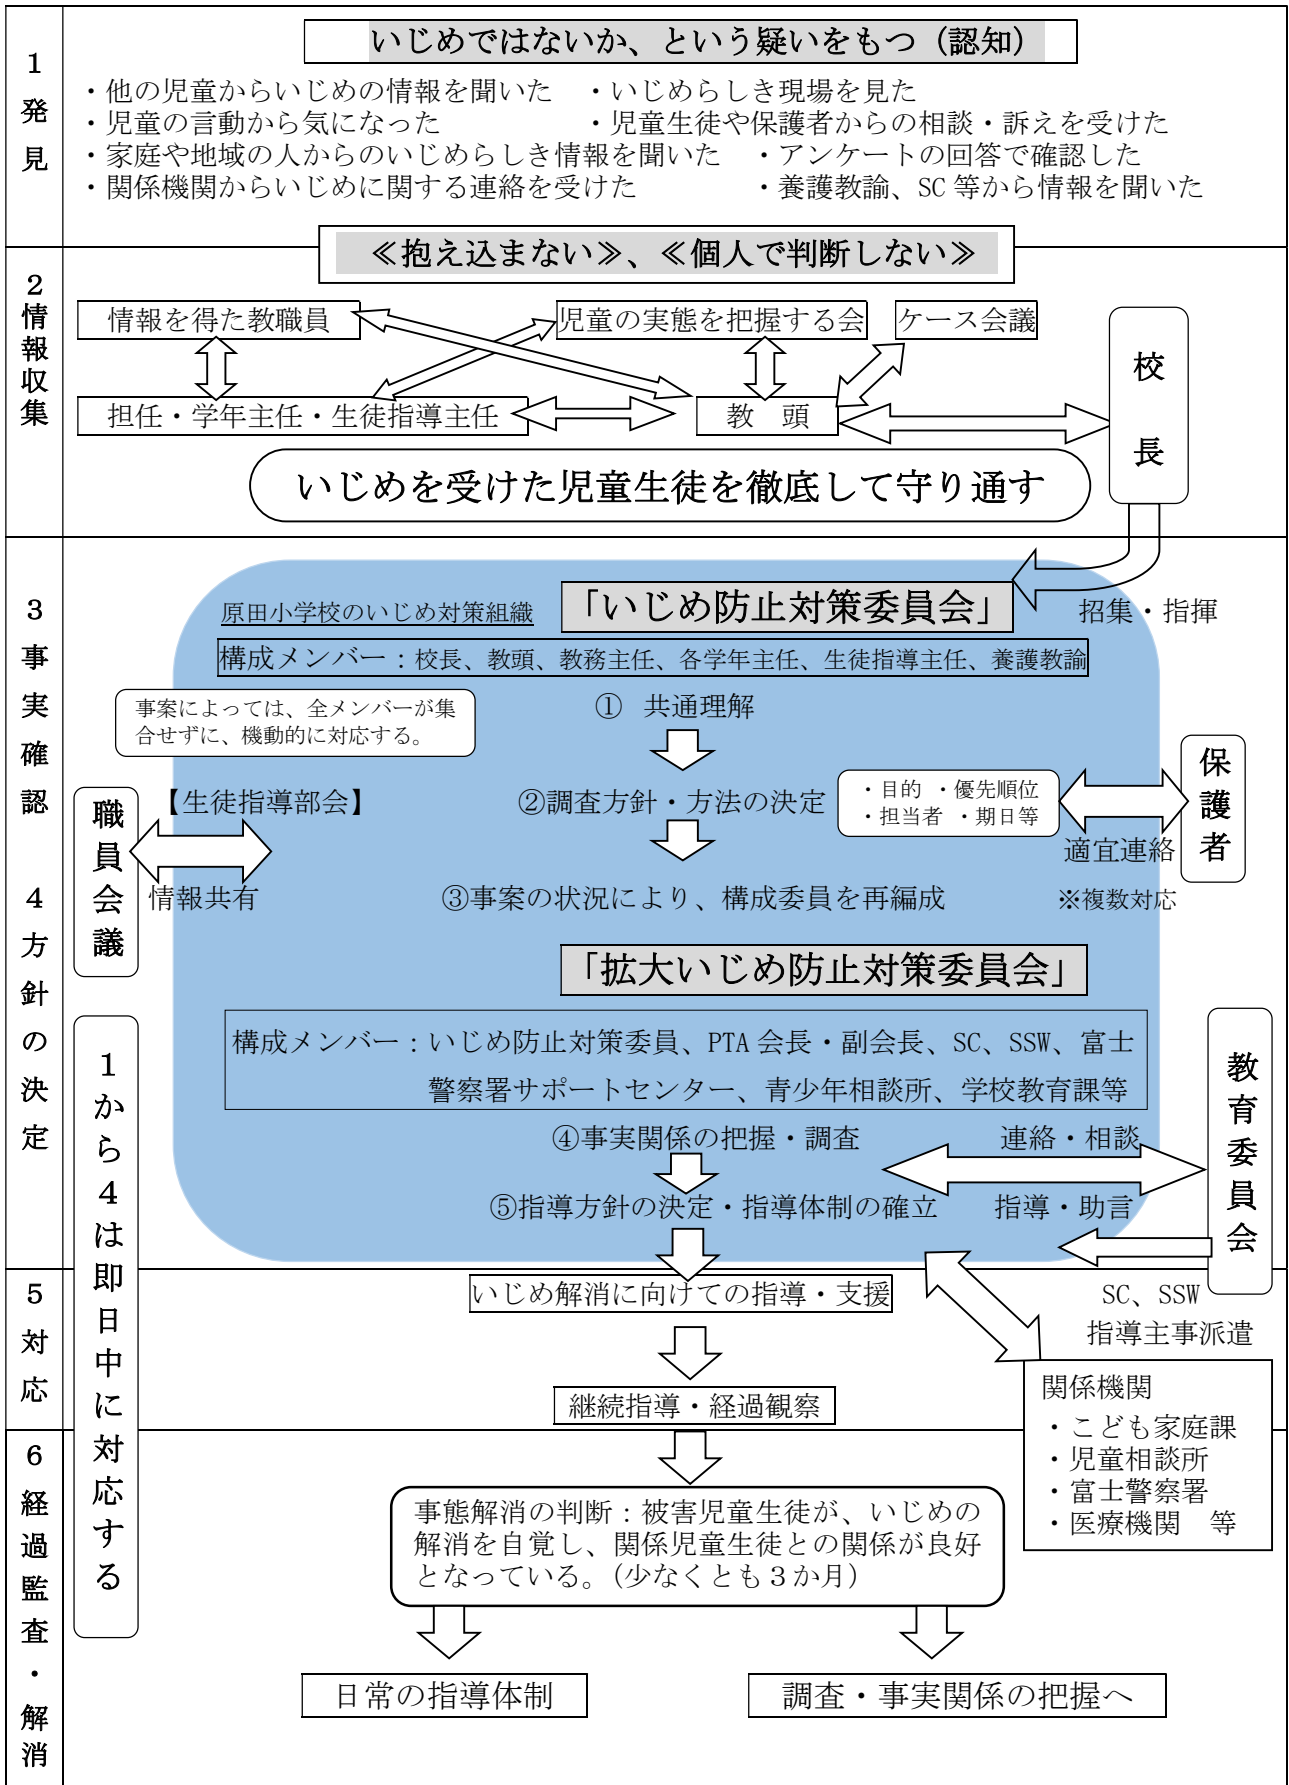 1発見
いじめではないか、という疑いをもつ（認知）
・他の児童からいじめの情報を聞いた　・いじめらしき現場を見た
・児童の言動から気になった　・児童生徒や保護者からの相談・訴えを受けた
・家庭や地域の人からのいじめらしき情報を聞いた　・アンケートの回答で確認した
・関係機関からいじめに関する連絡を受けた　・養護教諭、SC 等から情報を聞いた
≪抱え込まない≫、≪個人で判断しない≫
2情報収集
情報を得た教職員
児童の実態を把握する会
ケース会議
校長
担任・学年主任・生徒指導主任
教　頭
いじめを受けた児童生徒を徹底して守り通す
3事実確認
4方針の決定
原田小学校のいじめ対策組織
「いじめ防止対策委員会」
招集・指揮
構成メンバー：校長、教頭、教務主任、各学年主任、生徒指導主任、養護教諭
事案によっては、全メンバーが集
合せずに、機動的に対応する。
①　共通理解
保護者
職員会議
【生徒指導部会】
②調査方針・方法の決定
・目的　・優先順位
・担当者　・期日等
適宜連絡
情報共有
③事案の状況により、構成委員を再編成
※複数対応
「拡大いじめ防止対策委員会」
1から4は即日中に対応する
教育委員会
構成メンバー：いじめ防止対策委員、PTA 会長・副会長、SC、SSW、富士
警察署サポートセンター、青少年相談所、学校教育課等
④事実関係の把握・調査
連絡・相談
⑤指導方針の決定・指導体制の確立
指導・助言
5対応
いじめ解消に向けての指導・支援
SC、SSW
指導主事派遣
関係機関
・こども家庭課
・児童相談所
・富士警察署
・医療機関　等
継続指導・経過観察
6経過監査・解消
事態解消の判断：被害児童生徒が、いじめの
解消を自覚し、関係児童生徒との関係が良好
となっている。（少なくとも３か月）
日常の指導体制
調査・事実関係の把握へ